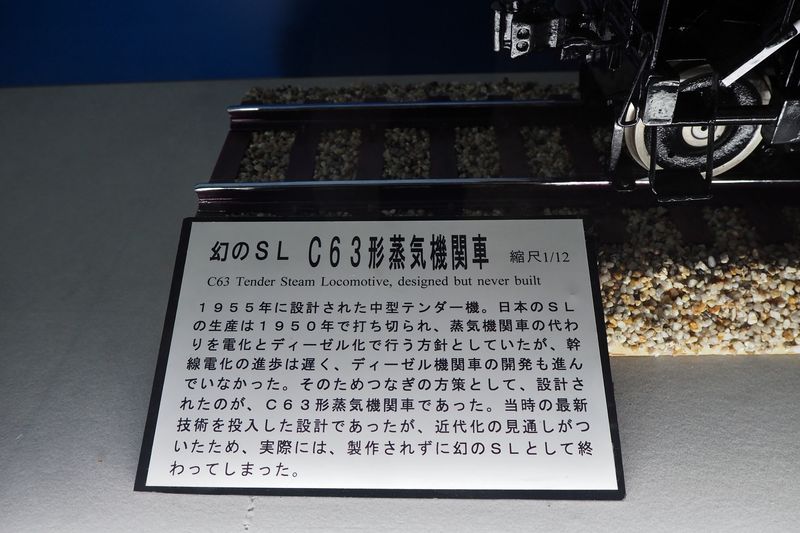 幻のＳＬ Ｃ６３形蒸気機関車 縮尺1/12
C63 Tender Steam Locomotive, designed but never built
１９５５年に設計された中型テンダー機。日本のＳＬ
の生産は１９５０年で打ち切られ、蒸気機関車の代わ
りを電化とディーゼル化で行う方針としていたが、幹
線電化の進歩は遅く、ディーゼル機関車の開発も進ん
でいなかった。そのためつなぎの方策として、設計さ
れたのが、Ｃ６３形蒸気機関車であった。当時の最新
技術を投入した設計であったが、近代化の見通しがつ
いたため、実際には、製作されずに幻のＳＬとして終
わってしまった。